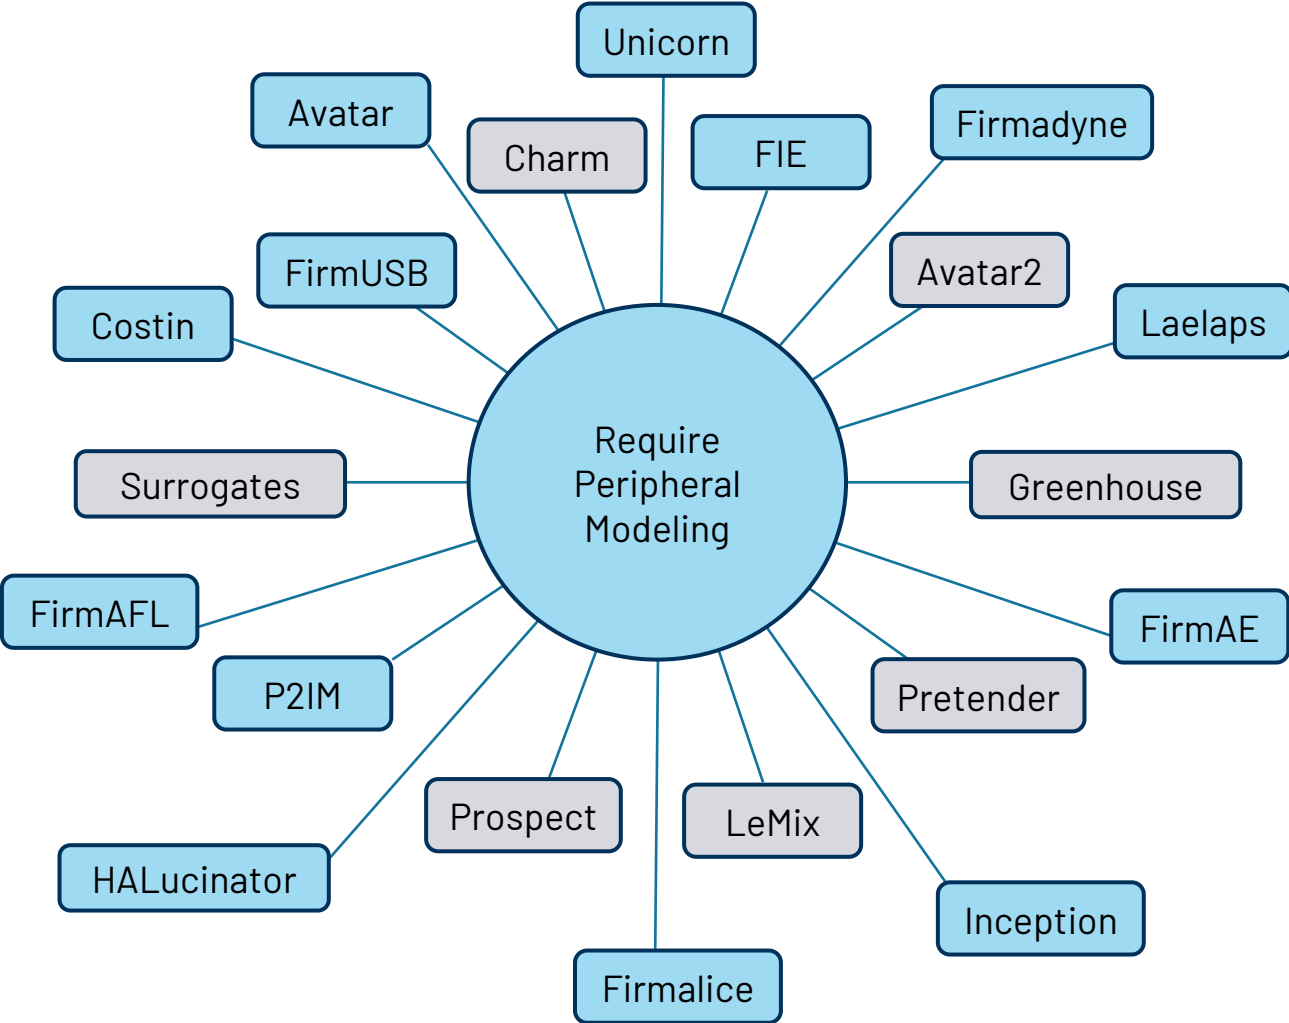 Unicorn
Avatar
Firmadyne
Charm
FIE
FirmUSB
Avatar2
Costin
Laelaps
Require
Peripheral
Modeling
Surrogates
Greenhouse
FirmAFL
FirmAE
P2IM
Pretender
Prospect
LeMix
HALucinator
Inception
Firmalice